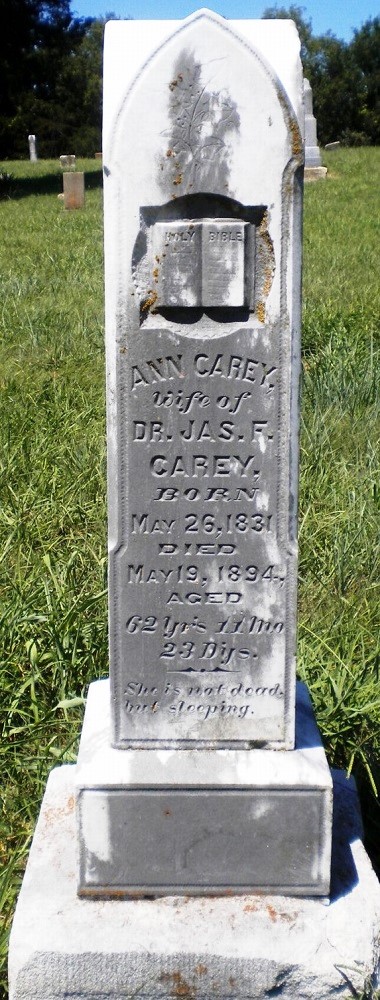 HOLY BIBLE
ANN CAREY,
Wife of
DR. JAS. F.
CAREY,
BORN
MAY 26, 1831
DIED
MAY 19, 1894,
AGED
62 Yr's 11 Mo
23 Dys.
She is not dead,
but sleeping.